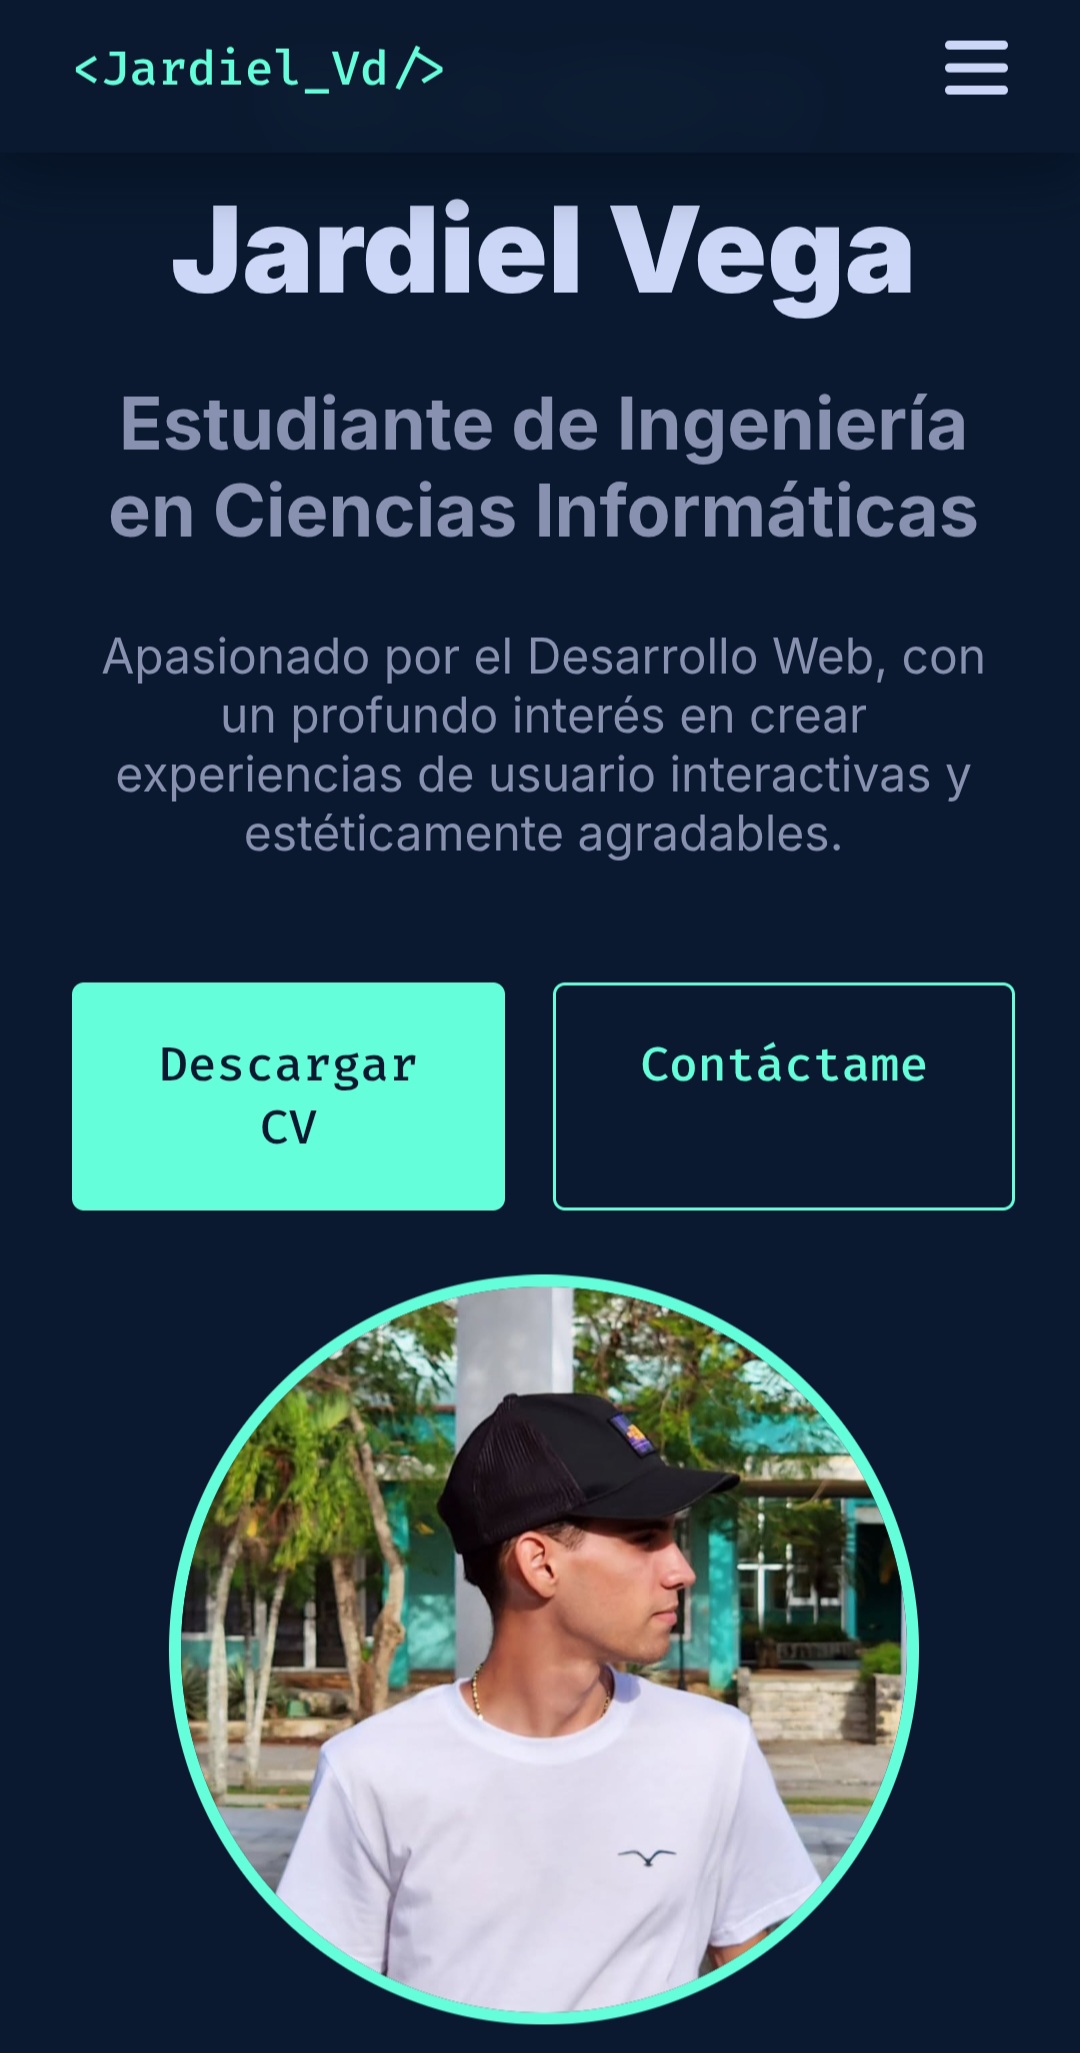 <Jardiel_Vd/>
Jardiel Vega
Estudiante de Ingeniería
en Ciencias Informáticas
Apasionado por el Desarrollo Web, con
un profundo interés en crear
experiencias de usuario interactivas y
estéticamente agradables.
Descargar
CV
Contáctame